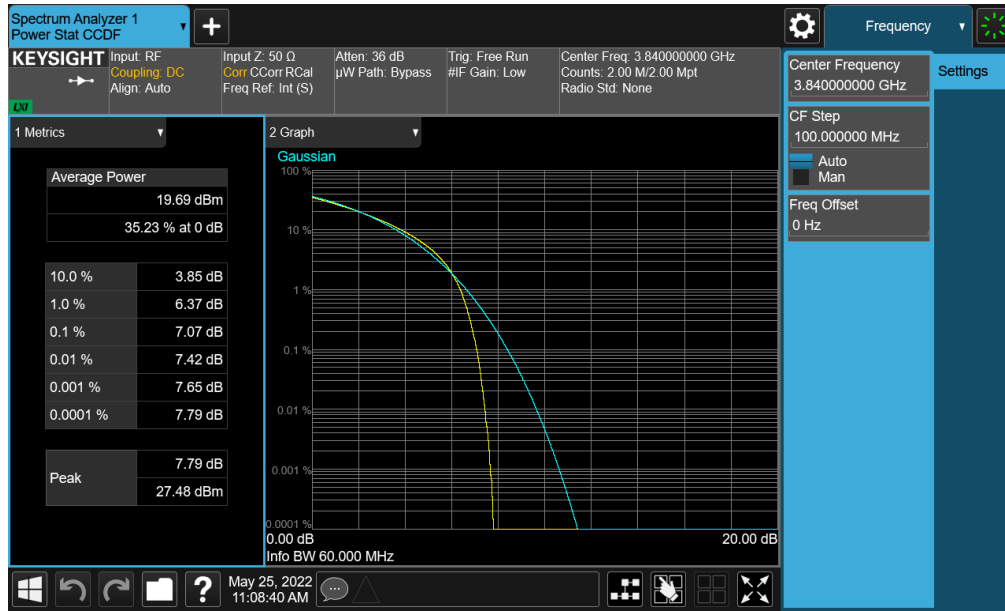 Spectrum Analyzer 1
Power Stat CCDF
Frequency
KEYSIGHT
LXI
Input: RF
Coupling: DC
Align: Auto
Input Z: 50 Ω
Corr CCorr RCal
Freq Ref: Int (S)
Atten: 36 dB
µW Path: Bypass
Trig: Free Run
#IF Gain: Low
Center Freq: 3.840000000 GHz
Counts: 2.00 M/2.00 Mpt
Radio Std: None
Center Frequency
3.840000000 GHz
Settings
CF Step
100.000000 MHz
Auto
Man
Freq Offset
0 Hz
1 Metrics
Average Power
19.69 dBm
35.23 % at 0 dB
10.0 % 3.85 dB
1.0 % 6.37 dB
0.1 % 7.07 dB
0.01 % 7.42 dB
0.001 % 7.65 dB
0.0001 % 7.79 dB
Peak
7.79 dB
27.48 dBm
2 Graph
Gaussian
100 %
10 %
1 %
0.1 %
0.01 %
0.001 %
0.0001 %
0.00 dB
20.00 dB
Info BW 60.000 MHz
?
May 25, 2022
11:08:40 AM